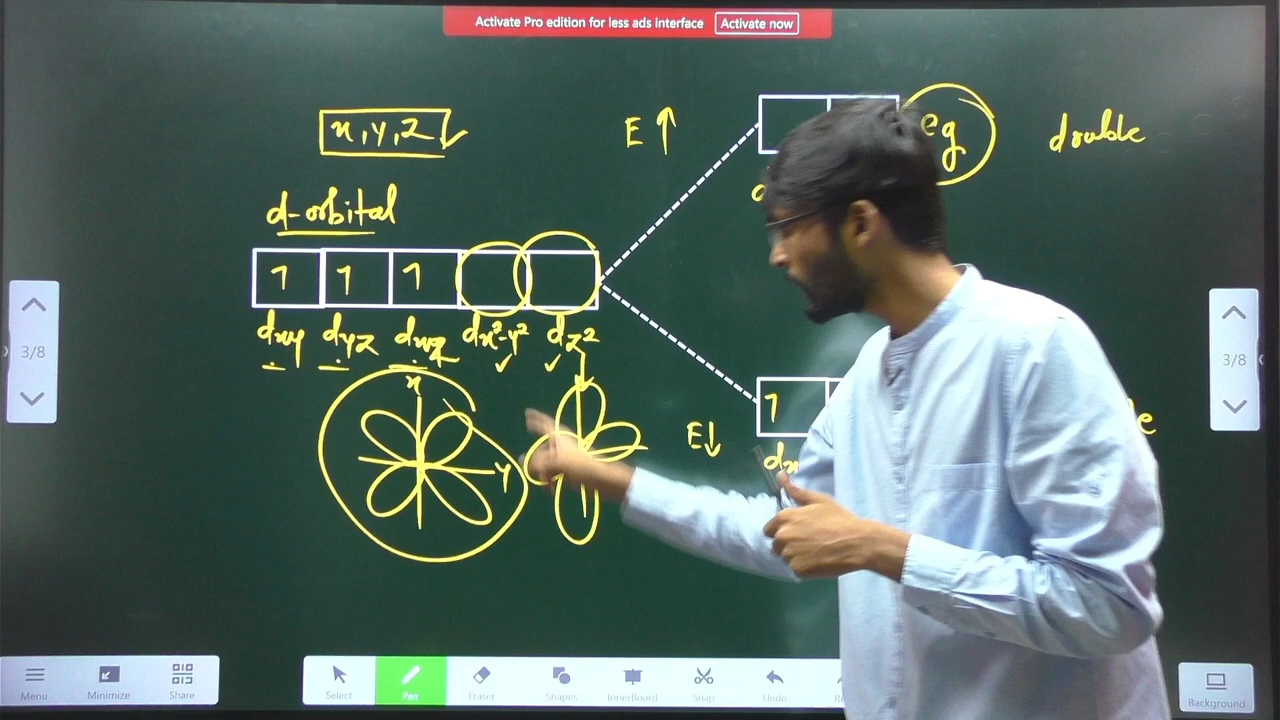 Activate Pro edition for less ads interface Activate now
x, y, z
E ↑
eg
double
d-orbital
1 1 1
dxy dyz dxz dx²-y² dz²
3/8
3/8
x
y
E↓
1
Menu Minimize Share Select Pen Eraser Shapes InnerBoard Snap Undo Background